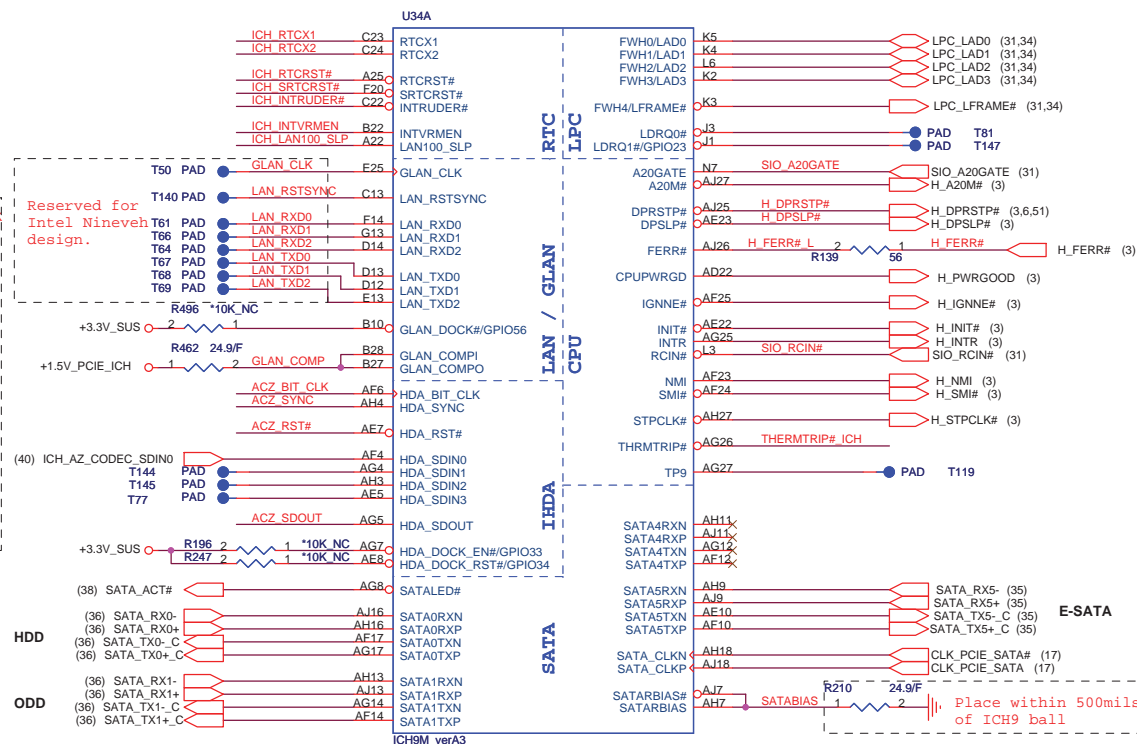 U34A
ICH_RTCX1 C23 RTCX1 FWH0/LAD0 K5 LPC_LAD0 (31,34)
ICH_RTCX2 C24 RTCX2 FWH1/LAD1 K4 LPC_LAD1 (31,34)
FWH2/LAD2 L6 LPC_LAD2 (31,34)
ICH_RTCRST# A25 RTCRST# FWH3/LAD3 K2 LPC_LAD3 (31,34)
ICH_SRTCRST# F20 SRTCRST#
ICH_INTRUDER# C22 INTRUDER# FWH4/LFRAME# K3 LPC_LFRAME# (31,34)
RTC LPC
ICH_INTVRMEN B22 INTVRMEN LDRQ0# J3 PAD T81
ICH_LAN100_SLP A22 LAN100_SLP LDRQ1#/GPIO23 J1 PAD T147
T50 PAD GLAN_CLK E25 GLAN_CLK A20GATE N7 SIO_A20GATE SIO_A20GATE (31)
A20M# AJ27 H_A20M# (3)
T140 PAD LAN_RSTSYNC C13 LAN_RSTSYNC
Reserved for
Intel Nineveh
design.
DPRSTP# AJ25 H_DPRSTP# H_DPRSTP# (3,6,51)
T61 PAD LAN_RXD0 F14 LAN_RXD0 DPSLP# AE23 H_DPSLP# H_DPSLP# (3)
T66 PAD LAN_RXD1 G13 LAN_RXD1
T64 PAD LAN_RXD2 D14 LAN_RXD2 FERR# AJ26 H_FERR#_L 2 R139 56 1 H_FERR# H_FERR# (3)
T67 PAD LAN_TXD0 D13 LAN_TXD0 CPUPWRGD AD22 H_PWRGOOD (3)
T68 PAD LAN_TXD1 D12 LAN_TXD1
T69 PAD LAN_TXD2 E13 LAN_TXD2 IGNNE# AF25 H_IGNNE# (3)
LAN / GLAN CPU
+3.3V_SUS 2 R496 *10K_NC 1 B10 GLAN_DOCK#/GPIO56 INIT# AE22 H_INIT# (3)
INTR AG25 H_INTR (3)
B28 GLAN_COMPI RCIN# L3 SIO_RCIN# SIO_RCIN# (31)
+1.5V_PCIE_ICH 1 R462 24.9/F 2 GLAN_COMP B27 GLAN_COMPO
NMI AF23 H_NMI (3)
ACZ_BIT_CLK AF6 HDA_BIT_CLK SMI# AF24 H_SMI# (3)
ACZ_SYNC AH4 HDA_SYNC
STPCLK# AH27 H_STPCLK# (3)
ACZ_RST# AE7 HDA_RST#
THRMTRIP# AG26 THERMTRIP#_ICH
(40) ICH_AZ_CODEC_SDIN0 AF4 HDA_SDIN0
T144 PAD AG4 HDA_SDIN1 TP9 AG27 PAD T119
T145 PAD AH3 HDA_SDIN2
T77 PAD AE5 HDA_SDIN3
IHDA
ACZ_SDOUT AG5 HDA_SDOUT SATA4RXN AH11
SATA4RXP AJ11
+3.3V_SUS R196 2 1 *10K_NC AG7 HDA_DOCK_EN#/GPIO33 SATA4TXN AG12
R247 2 1 *10K_NC AE8 HDA_DOCK_RST#/GPIO34 SATA4TXP AF12
(38) SATA_ACT# AG8 SATALED# SATA5RXN AH9 SATA_RX5- (35)
SATA5RXP AJ9 SATA_RX5+ (35)
E-SATA
HDD
(36) SATA_RX0- AJ16 SATA0RXN SATA5TXN AE10 SATA_TX5-_C (35)
(36) SATA_RX0+ AH16 SATA0RXP SATA5TXP AF10 SATA_TX5+_C (35)
(36) SATA_TX0-_C AF17 SATA0TXN
(36) SATA_TX0+_C AG17 SATA0TXP SATA_CLKN AH18 CLK_PCIE_SATA# (17)
SATA
SATA_CLKP AJ18 CLK_PCIE_SATA (17)
ODD
(36) SATA_RX1- AH13 SATA1RXN
(36) SATA_RX1+ AJ13 SATA1RXP SATARBIAS# AJ7
(36) SATA_TX1-_C AG14 SATA1TXN SATARBIAS AH7 SATABIAS 1 R210 24.9/F 2
(36) SATA_TX1+_C AF14 SATA1TXP
Place within 500mils
of ICH9 ball
ICH9M verA3